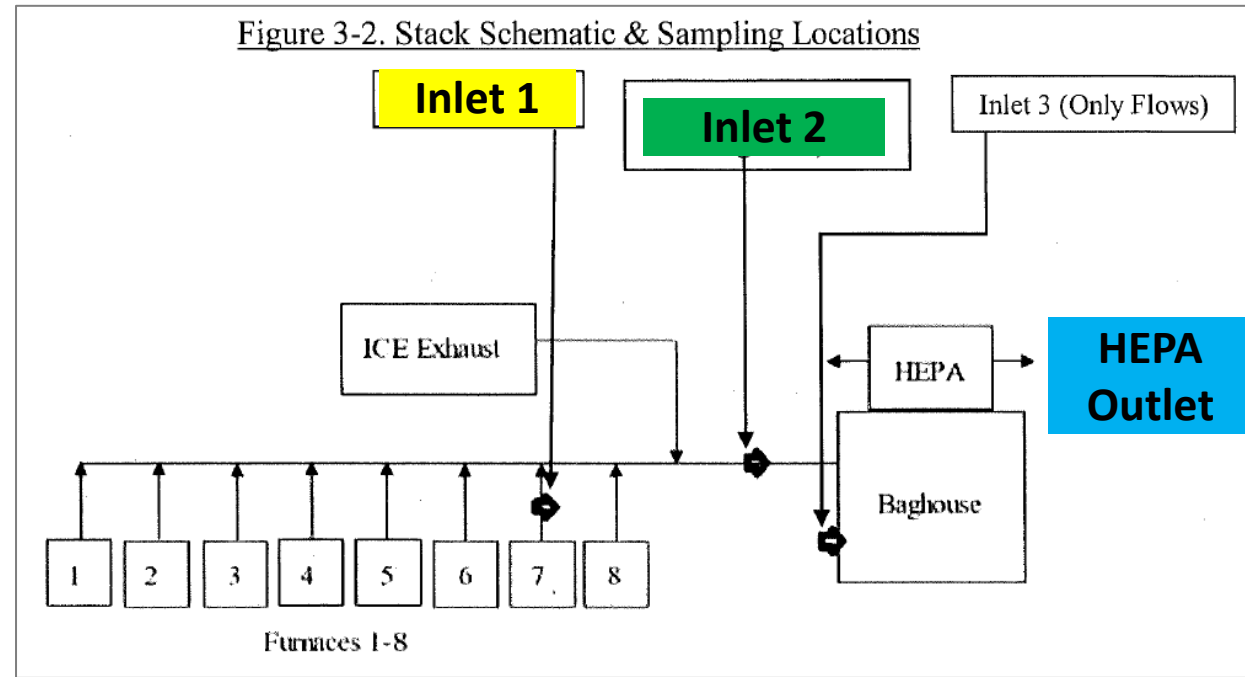 Figure 3-2. Stack Schematic & Sampling Locations
Inlet 1
Inlet 2
Inlet 3 (Only Flows)
ICE Exhaust
HEPA
HEPA
Outlet
Baghouse
1
2
3
4
5
6
7
8
Furnaces 1-8